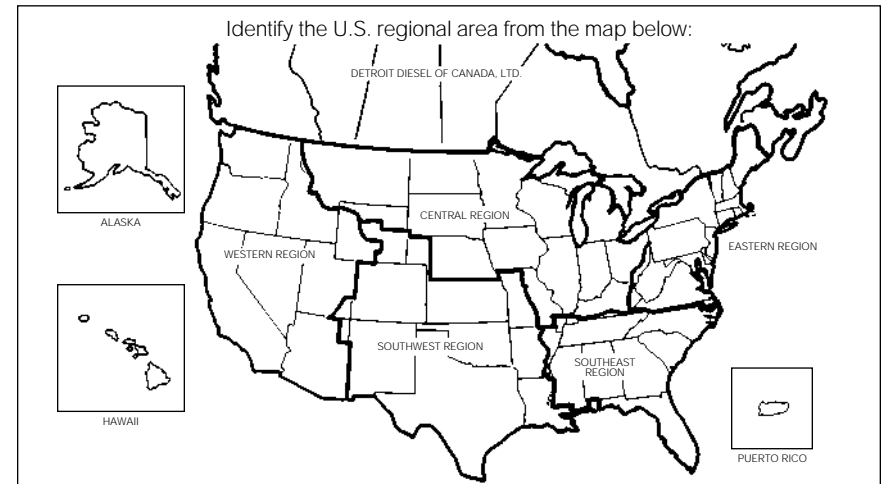 Identify the U.S. regional area from the map below:
DETROIT DIESEL OF CANADA, LTD.
ALASKA
CENTRAL REGION
WESTERN REGION
EASTERN REGION
SOUTHWEST REGION
SOUTHEAST
REGION
HAWAII
PUERTO RICO